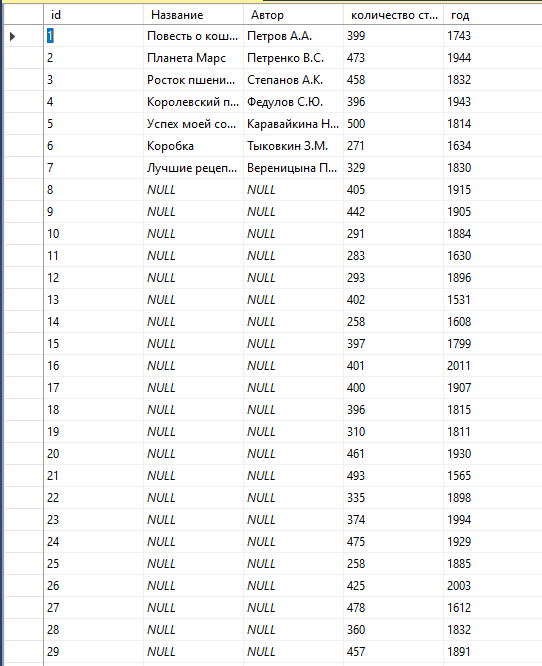 id Название Автор количество ст... год
1 Повесть о кош... Петров А.А. 399 1743
2 Планета Марс Петренко В.С. 473 1944
3 Росток пшени... Степанов А.К. 458 1832
4 Королевский п... Федулов С.Ю. 396 1943
5 Успех моей со... Каравайкина Н... 500 1814
6 Коробка Тыковкин З.М. 271 1634
7 Лучшие рецеп... Вереницына П... 329 1830
8 NULL NULL 405 1915
9 NULL NULL 442 1905
10 NULL NULL 291 1884
11 NULL NULL 283 1630
12 NULL NULL 293 1896
13 NULL NULL 402 1531
14 NULL NULL 258 1608
15 NULL NULL 397 1799
16 NULL NULL 401 2011
17 NULL NULL 400 1907
18 NULL NULL 396 1815
19 NULL NULL 310 1811
20 NULL NULL 461 1930
21 NULL NULL 493 1565
22 NULL NULL 335 1898
23 NULL NULL 374 1994
24 NULL NULL 475 1929
25 NULL NULL 258 1885
26 NULL NULL 425 2003
27 NULL NULL 478 1612
28 NULL NULL 360 1832
29 NULL NULL 457 1891